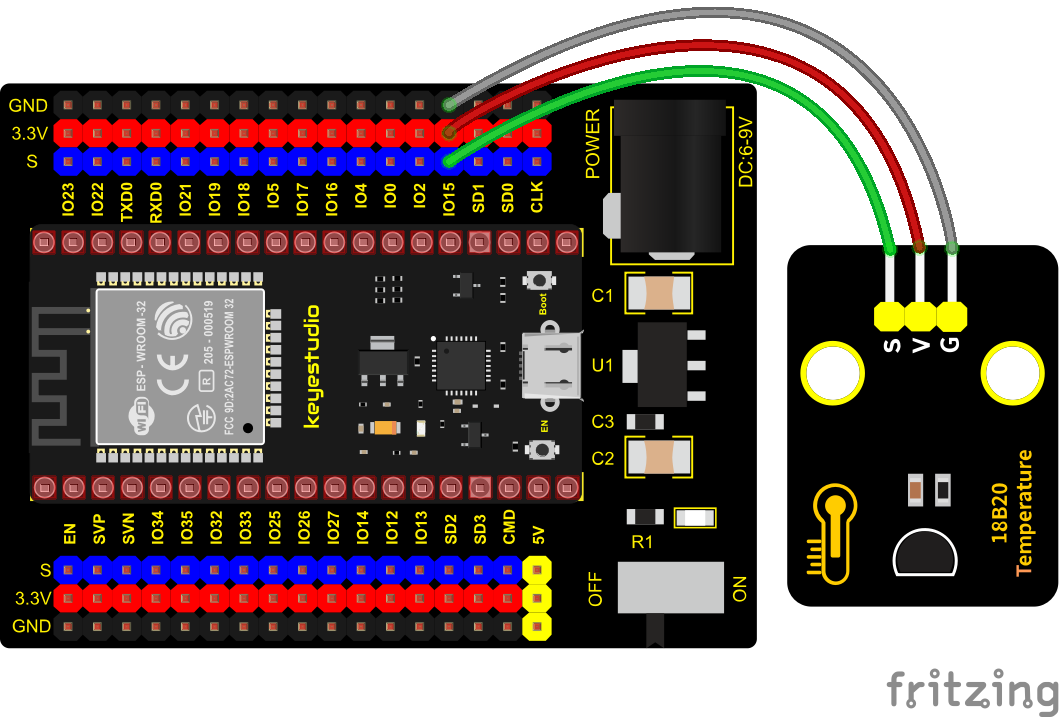 GND
3.3V
S
IO23
IO22
TXD0
RXD0
IO21
IO19
IO18
IO5
IO17
IO16
IO4
IO0
IO2
IO15
SD1
SD0
CLK
POWER
DC:6-9V
ESP - WROOM-32
CE
R
205 - 000519
FCC 9D:2AC72-ESPWROOM 32
Wi Fi
keyestudio
Boot
EN
C1
U1
C3
C2
R1
OFF
ON
EN
SVP
SVN
IO34
IO35
IO32
IO33
IO25
IO26
IO27
IO14
IO12
IO13
SD2
SD3
CMD
5V
S
3.3V
GND
S
V
G
18B20
Temperature
fritzing